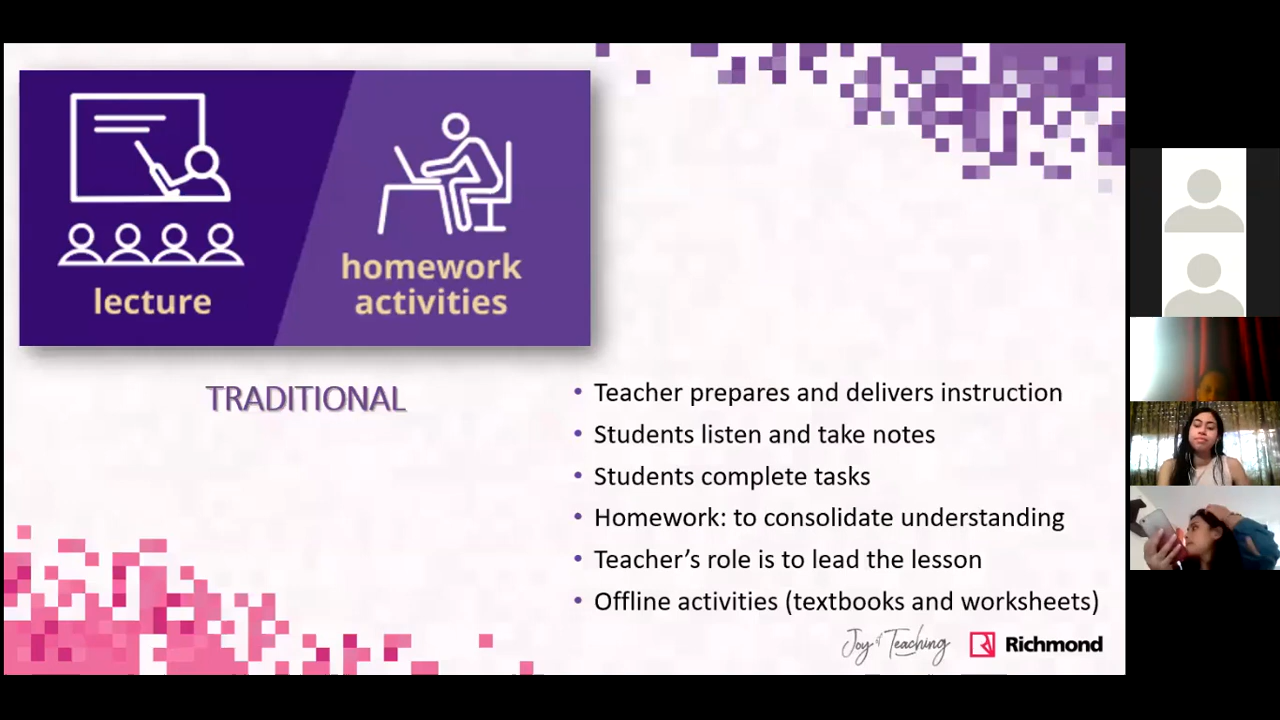 lecture
homework
activities
TRADITIONAL
• Teacher prepares and delivers instruction
• Students listen and take notes
• Students complete tasks
• Homework: to consolidate understanding
• Teacher’s role is to lead the lesson
• Offline activities (textbooks and worksheets)
Joy of Teaching
Richmond